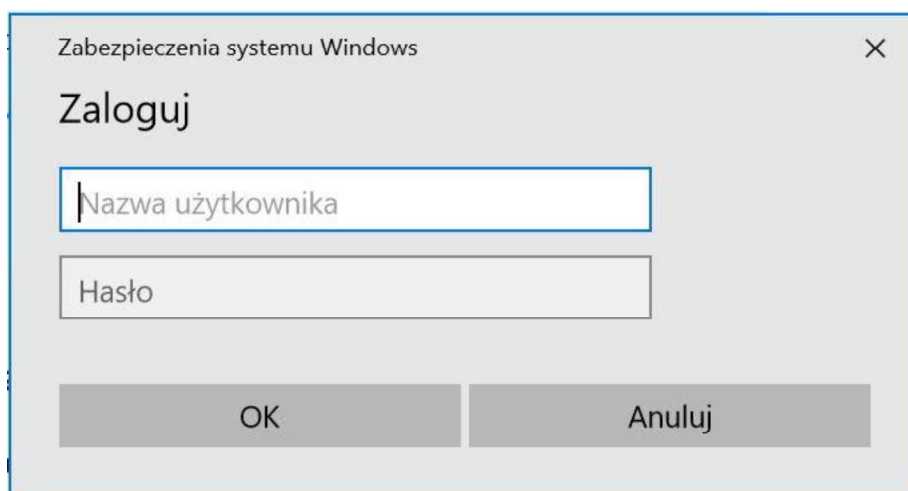 Zabezpieczenia systemu Windows
Zaloguj
Nazwa użytkownika
Hasło
OK
Anuluj